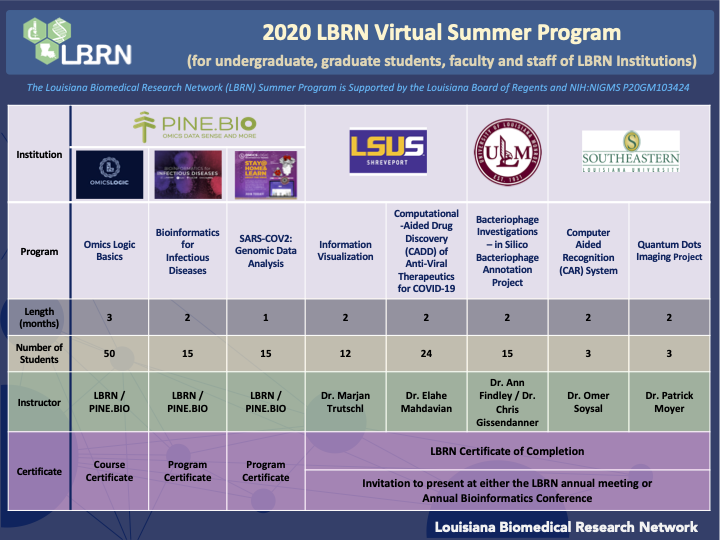 LBRN
2020 LBRN Virtual Summer Program
(for undergraduate, graduate students, faculty and staff of LBRN Institutions)
The Louisiana Biomedical Research Network (LBRN) Summer Program is Supported by the Louisiana Board of Regents and NIH:NIGMS P20GM103424
Institution
PINE.BIO
OMICS DATA SENSE AND MORE
OMICSLOGIC
INFECTIOUS DISEASES
STAY@
HOME&
LEARN
LSUS
SHREVEPORT
UNIVERSITY OF LOUISIANA MONROE
ULM
EST. 1931
SOUTHEASTERN
LOUISIANA UNIVERSITY
Program
Omics Logic
Basics
Bioinformatics
for
Infectious
Diseases
SARS-COV2:
Genomic Data
Analysis
Information
Visualization
Computational
-Aided Drug
Discovery
(CADD) of
Anti-Viral
Therapeutics
for COVID-19
Bacteriophage
Investigations
– in Silico
Bacteriophage
Annotation
Project
Computer
Aided
Recognition
(CAR) System
Quantum Dots
Imaging Project
Length
(months)
3
2
1
2
2
2
2
2
Number of
Students
50
15
15
12
24
15
3
3
Instructor
LBRN /
PINE.BIO
LBRN /
PINE.BIO
LBRN /
PINE.BIO
Dr. Marjan
Trutschl
Dr. Elahe
Mahdavian
Dr. Ann
Findley / Dr.
Chris
Gissendanner
Dr. Omer
Soysal
Dr. Patrick
Moyer
Certificate
Course
Certificate
Program
Certificate
Program
Certificate
LBRN Certificate of Completion
Invitation to present at either the LBRN annual meeting or
Annual Bioinformatics Conference
Louisiana Biomedical Research Network